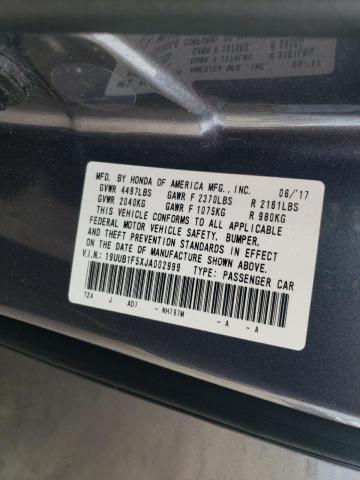 MFD. BY HONDA OF AMERICA MFG., INC. 06/'17
GVWR 4497LBS GAWR F 2370LBS R 2161LBS
GVWR 2040KG GAWR F 1075KG R 980KG
THIS VEHICLE CONFORMS TO ALL APPLICABLE
FEDERAL MOTOR VEHICLE SAFETY, BUMPER,
AND THEFT PREVENTION STANDARDS IN EFFECT
ON THE DATE OF MANUFACTURE SHOWN ABOVE.
V.I.N.: 19UUB1F5XJA002999 TYPE: PASSENGER CAR
TZ4 J AD7 - NH797M - A - A